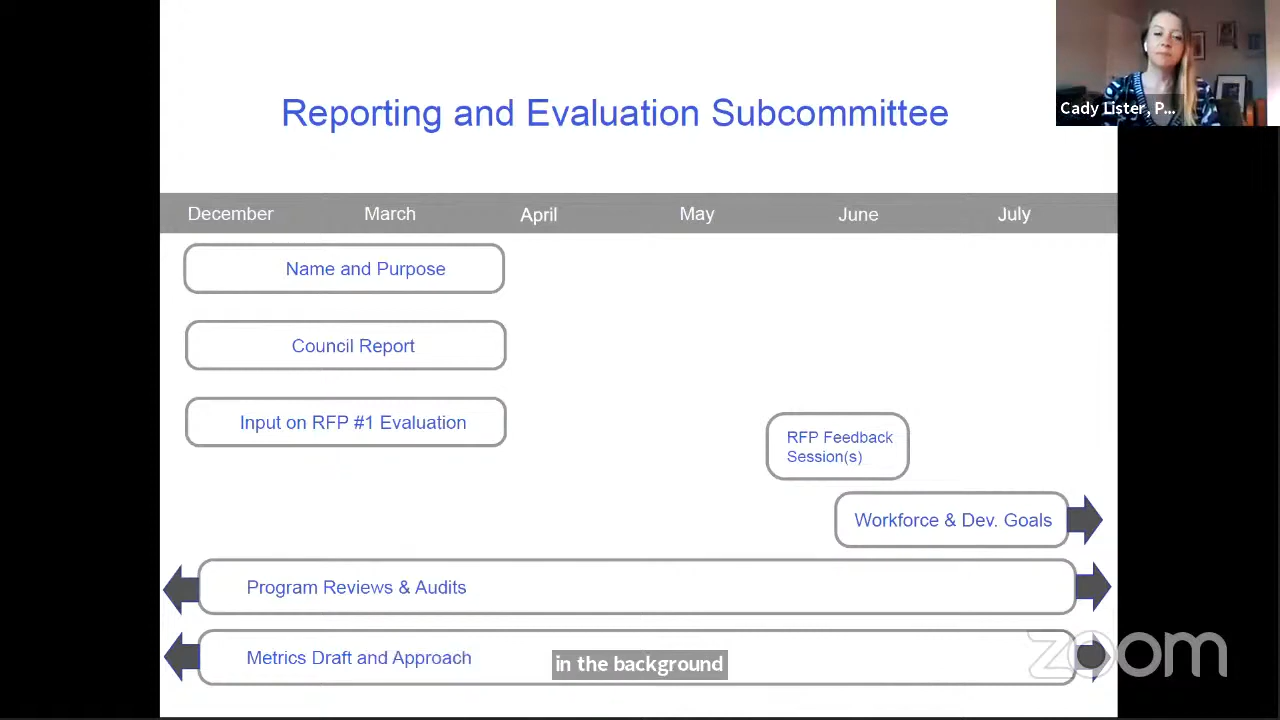 Reporting and Evaluation Subcommittee
Cady Lister, P...
December March April May June July
Name and Purpose
Council Report
Input on RFP #1 Evaluation
RFP Feedback
Session(s)
Workforce & Dev. Goals
Program Reviews & Audits
Metrics Draft and Approach
in the background
zoom